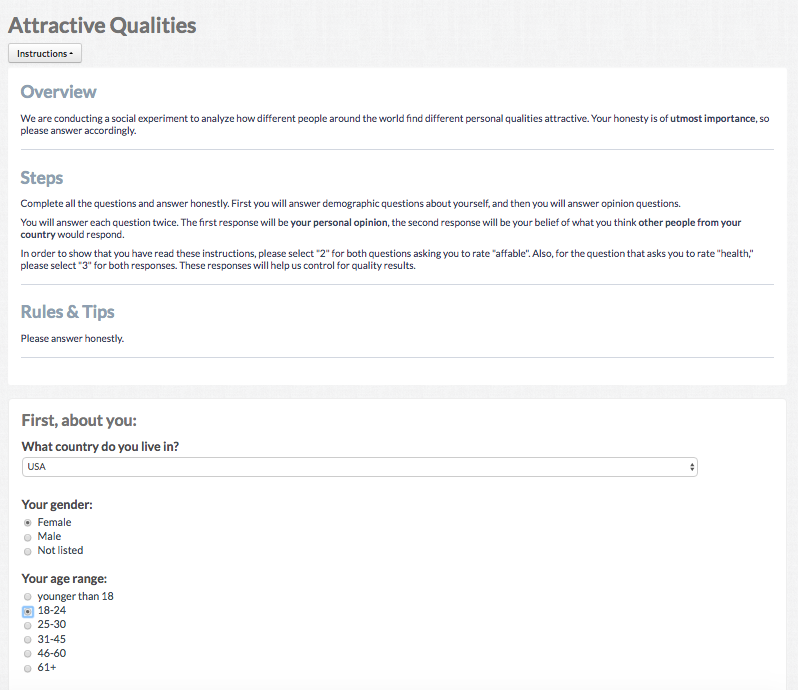 Attractive Qualities
Instructions
Overview
We are conducting a social experiment to analyze how different people around the world find different personal qualities attractive. Your honesty is of utmost importance, so
please answer accordingly.
Steps
Complete all the questions and answer honestly. First you will answer demographic questions about yourself, and then you will answer opinion questions.
You will answer each question twice. The first response will be your personal opinion, the second response will be your belief of what you think other people from your
country would respond.
In order to show that you have read these instructions, please select "2" for both questions asking you to rate "affable". Also, for the question that asks you to rate "health,"
please select "3" for both responses. These responses will help us control for quality results.
Rules & Tips
Please answer honestly.
First, about you:
What country do you live in?
USA
Your gender:
Female
Male
Not listed
Your age range:
younger than 18
18-24
25-30
31-45
46-60
61+